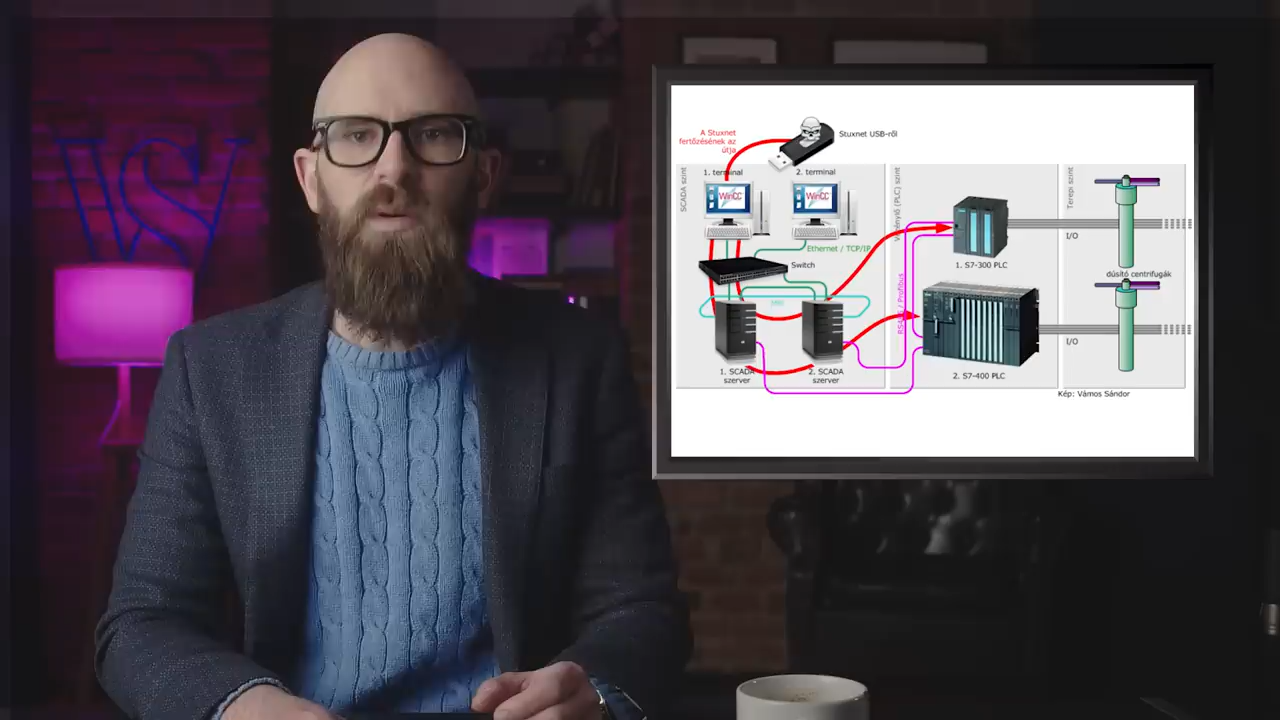 A Stuxnet
fertőzésének az
útja
Stuxnet USB-ről
SCADA szint
1. terminal
2. terminal
WinCC
WinCC
Ethernet / TCP/IP
Switch
1. SCADA
szerver
2. SCADA
szerver
(PLC) szint
/ Profibus
1. S7-300 PLC
2. S7-400 PLC
Terepi szint
I/O
dúsító centrifugák
I/O
Kép: Vámos Sándor